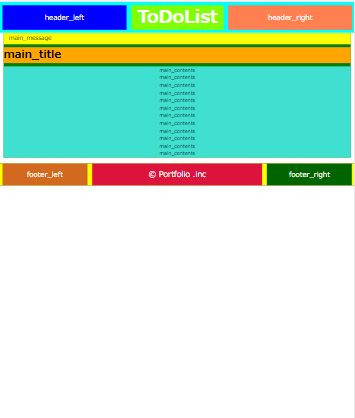 header_left
ToDoList
header_right
main_message
main_title
main_contents
main_contents
main_contents
main_contents
main_contents
main_contents
main_contents
main_contents
main_contents
main_contents
main_contents
main_contents
footer_left
© Portfolio .inc
footer_right